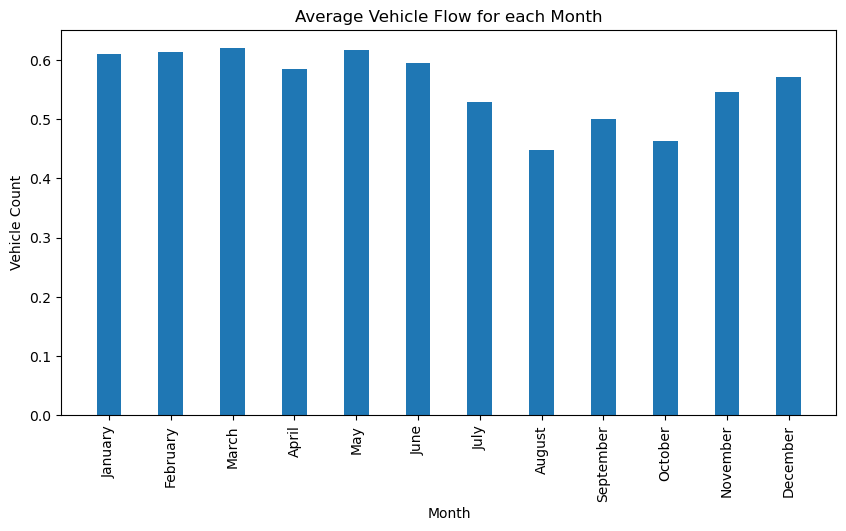 Average Vehicle Flow for each Month
Vehicle Count
0.6
0.5
0.4
0.3
0.2
0.1
0.0
January
February
March
April
May
June
July
August
September
October
November
December
Month